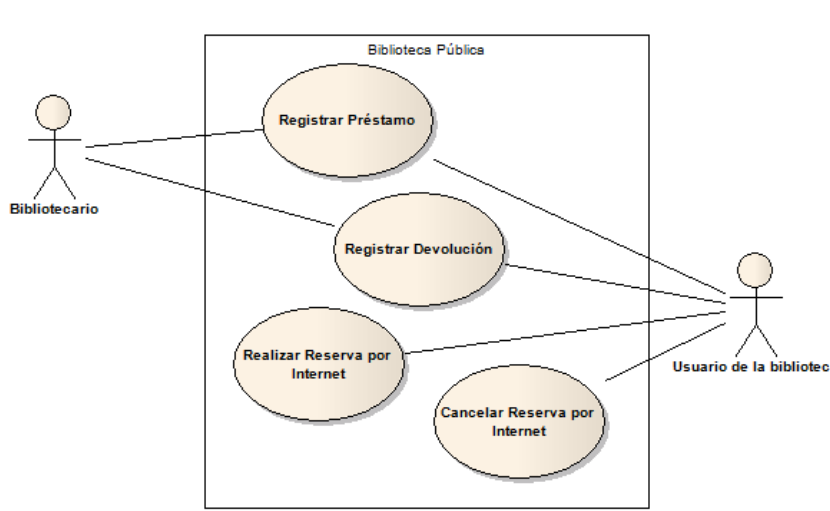 Biblioteca Pública
Registrar Préstamo
Bibliotecario
Registrar Devolución
Realizar Reserva por
Internet
Usuario de la bibliotec
Cancelar Reserva por
Internet